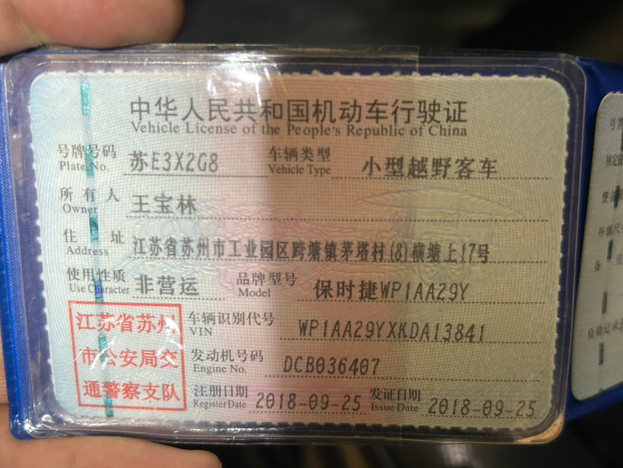 中华人民共和国机动车行驶证
Vehicle License of the People's Republic of China
号牌号码 苏E3X2G8 车辆类型 小型越野客车
Plate No. Vehicle Type
所有人 王宝林
Owner
住址 江苏省苏州市工业园区跨塘镇茅塔村(8)横塘上17号
Address
使用性质 非营运 品牌型号 保时捷WP1AA29Y
Use Character Model
江苏省苏州
市公安局交
通警察支队
车辆识别代号 WP1AA29YXKDA13841
VIN
发动机号码 DCB036407
Engine No.
注册日期 2018-09-25 发证日期 2018-09-25
Register Date Issue Date